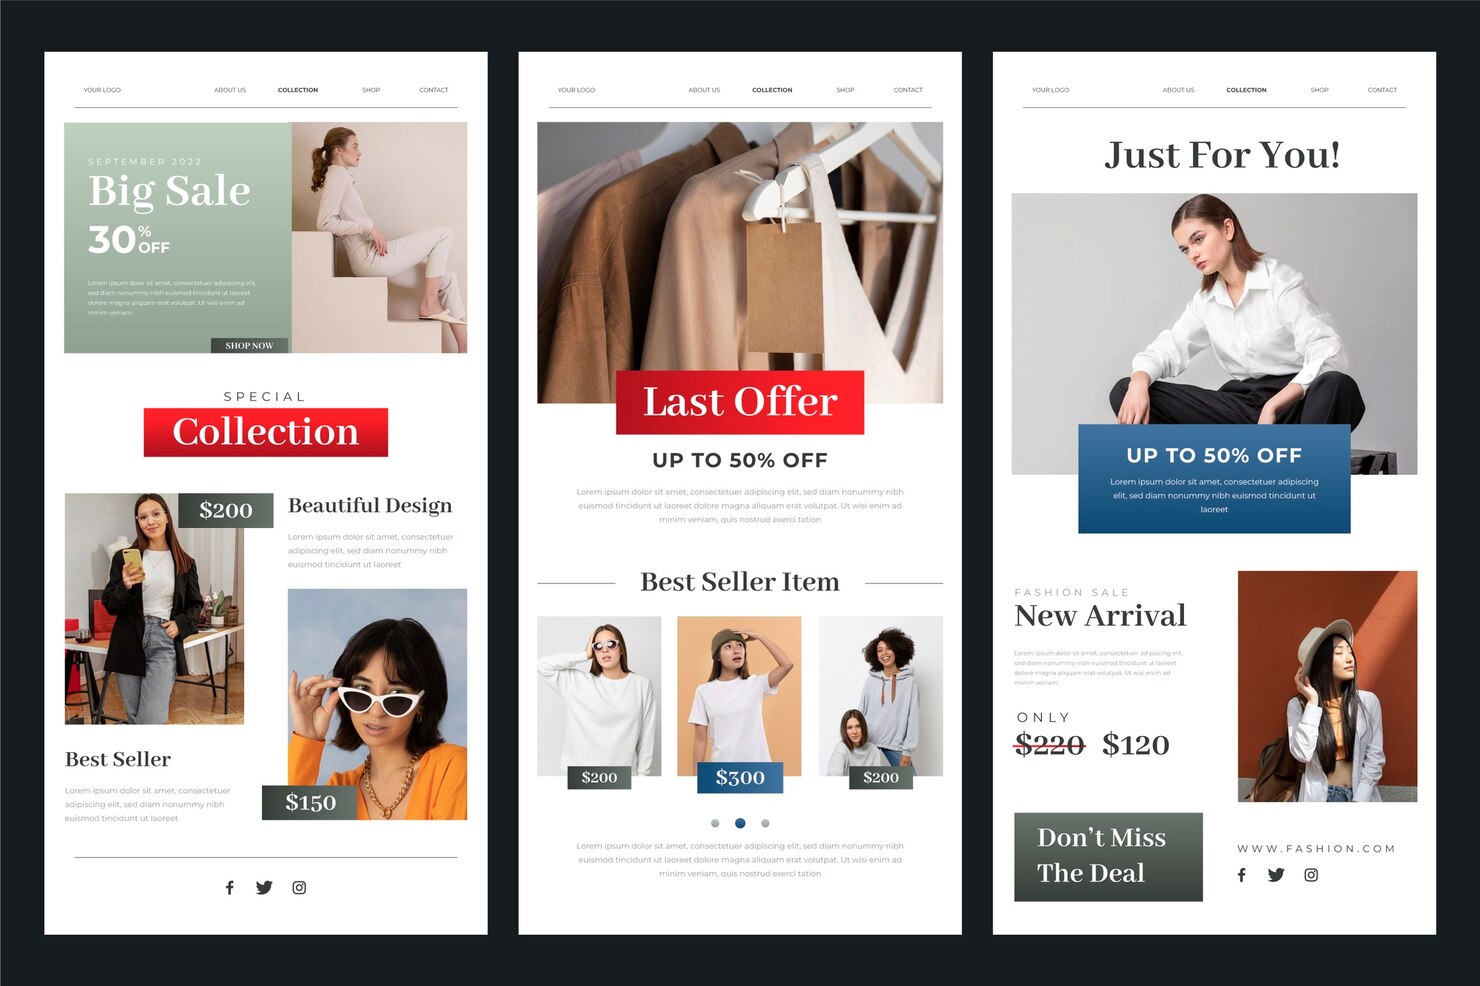 YOUR LOGO ABOUT US COLLECTION SHOP CONTACT
SEPTEMBER 2022
Big Sale
30% OFF
Lorem ipsum dolor sit amet, consectetuer adipiscing elit,
sed diam nonummy nibh euismod tincidunt ut laoreet
dolore magna aliquam erat volutpat. Ut wisi enim ad
minim veniam.
SHOP NOW
SPECIAL
Collection
$200
Beautiful Design
Lorem ipsum dolor sit amet, consectetuer
adipiscing elit, sed diam nonummy nibh
euismod tincidunt ut laoreet
Best Seller
Lorem ipsum dolor sit amet, consectetuer
adipiscing elit, sed diam nonummy nibh
euismod tincidunt ut laoreet
$150
YOUR LOGO ABOUT US COLLECTION SHOP CONTACT
Last Offer
UP TO 50% OFF
Lorem ipsum dolor sit amet, consectetuer adipiscing elit, sed diam nonummy nibh
euismod tincidunt ut laoreet dolore magna aliquam erat volutpat. Ut wisi enim ad
minim veniam, quis nostrud exerci tation
Best Seller Item
$200 $300 $200
Lorem ipsum dolor sit amet, consectetuer adipiscing elit, sed diam nonummy nibh
euismod tincidunt ut laoreet dolore magna aliquam erat volutpat. Ut wisi enim ad
minim veniam, quis nostrud exerci tation
YOUR LOGO ABOUT US COLLECTION SHOP CONTACT
Just For You!
UP TO 50% OFF
Lorem ipsum dolor sit amet, consectetuer adipiscing
elit, sed diam nonummy nibh euismod tincidunt ut
laoreet
FASHION SALE
New Arrival
Lorem ipsum dolor sit amet, consectetuer adipiscing elit,
sed diam nonummy nibh euismod tincidunt ut laoreet
dolore magna aliquam erat volutpat. Ut wisi enim ad
minim veniam.
ONLY
$220 $120
Don't Miss
The Deal
WWW.FASHION.COM